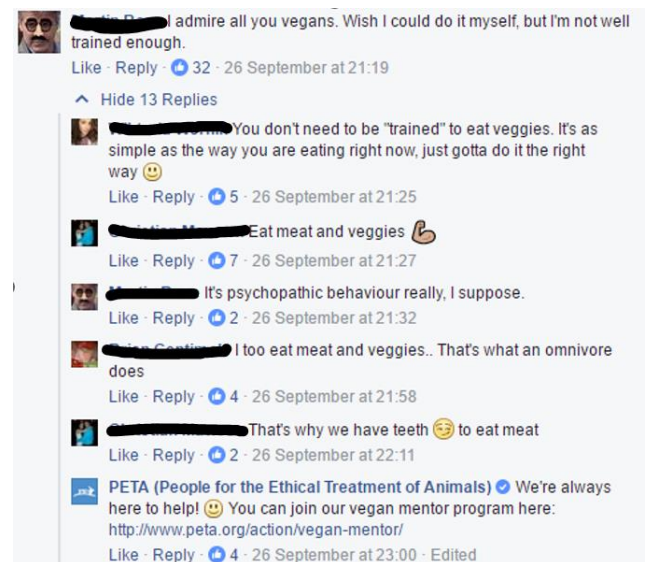 I admire all you vegans. Wish I could do it myself, but I'm not well
trained enough.
Like · Reply · 32 · 26 September at 21:19
Hide 13 Replies
You don't need to be "trained" to eat veggies. It's as
simple as the way you are eating right now, just gotta do it the right
way
Like · Reply · 5 · 26 September at 21:25
Eat meat and veggies
Like · Reply · 7 · 26 September at 21:27
It's psychopathic behaviour really, I suppose.
Like · Reply · 2 · 26 September at 21:32
I too eat meat and veggies.. That's what an omnivore
does
Like · Reply · 4 · 26 September at 21:58
That's why we have teeth to eat meat
Like · Reply · 2 · 26 September at 22:11
PETA (People for the Ethical Treatment of Animals) We're always
here to help! You can join our vegan mentor program here:
http://www.peta.org/action/vegan-mentor/
Like · Reply · 4 · 26 September at 23:00 · Edited